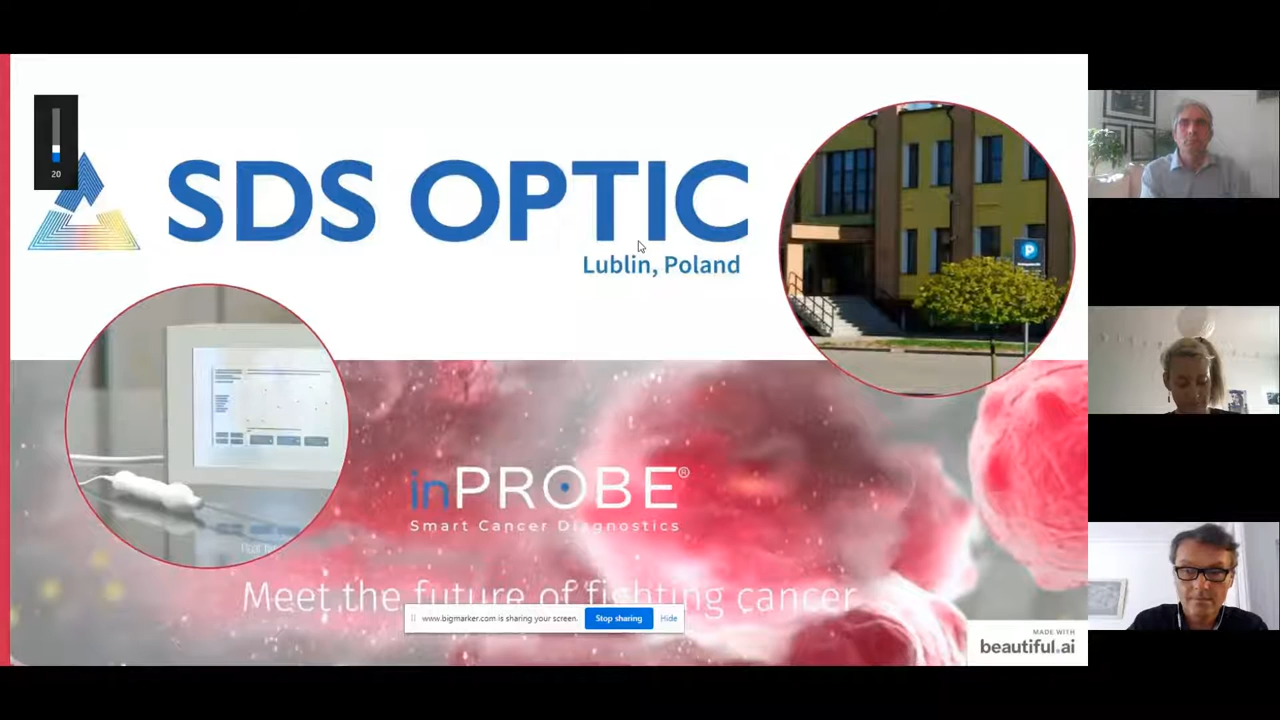 20
SDS OPTIC
Lublin, Poland
P
inPROBE®
Smart Cancer Diagnostics
Meet the future of fighting cancer
www.bigmarker.com is sharing your screen.
Stop sharing
Hide
MADE WITH
beautiful.ai